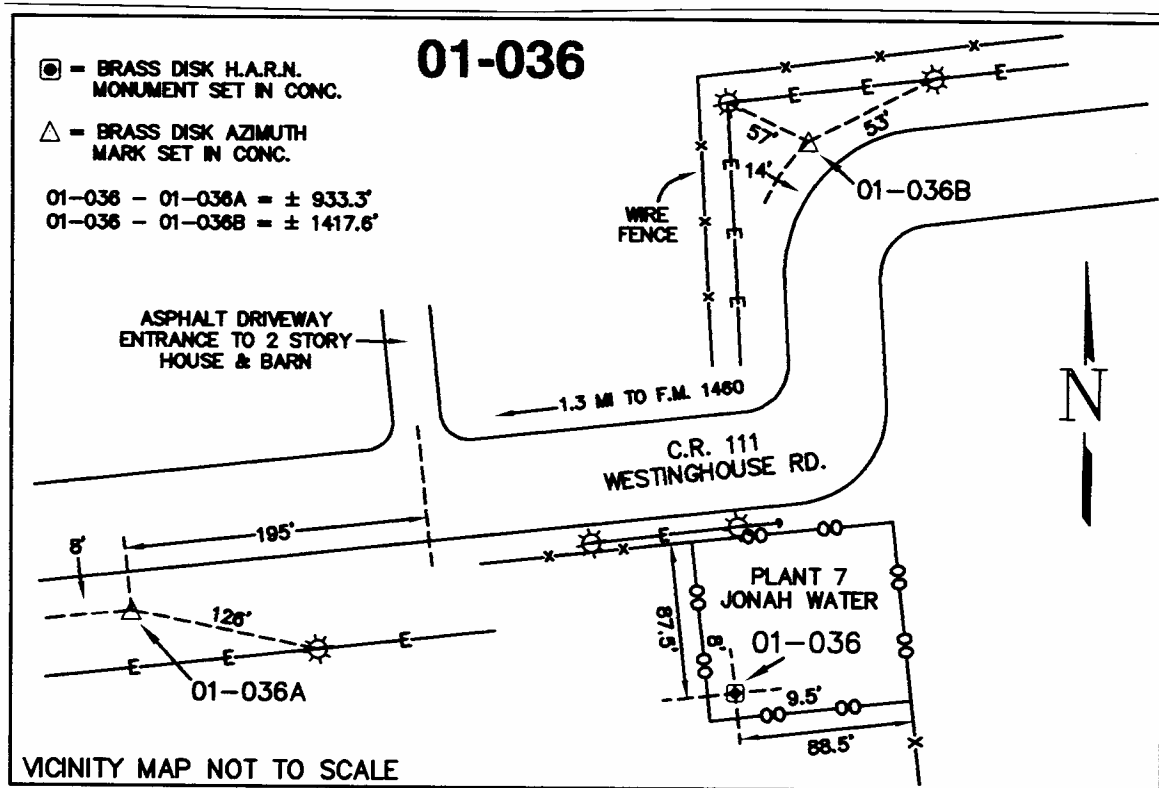 01-036
= BRASS DISK H.A.R.N.
MONUMENT SET IN CONC.
△ = BRASS DISK AZIMUTH
MARK SET IN CONC.
01-036 - 01-036A = ± 933.3'
01-036 - 01-036B = ± 1417.6'
X X X
E E E
57'
53'
14'
01-036B
WIRE
FENCE
X
X
X
E
E
E
N
ASPHALT DRIVEWAY
ENTRANCE TO 2 STORY
HOUSE & BARN
1.3 MI TO F.M. 1460
C.R. 111
WESTINGHOUSE RD.
195'
8'
126'
E E E
01-036A
X X E
PLANT 7
JONAH WATER
87.5'
8'
01-036
9.5'
88.5'
X
VICINITY MAP NOT TO SCALE